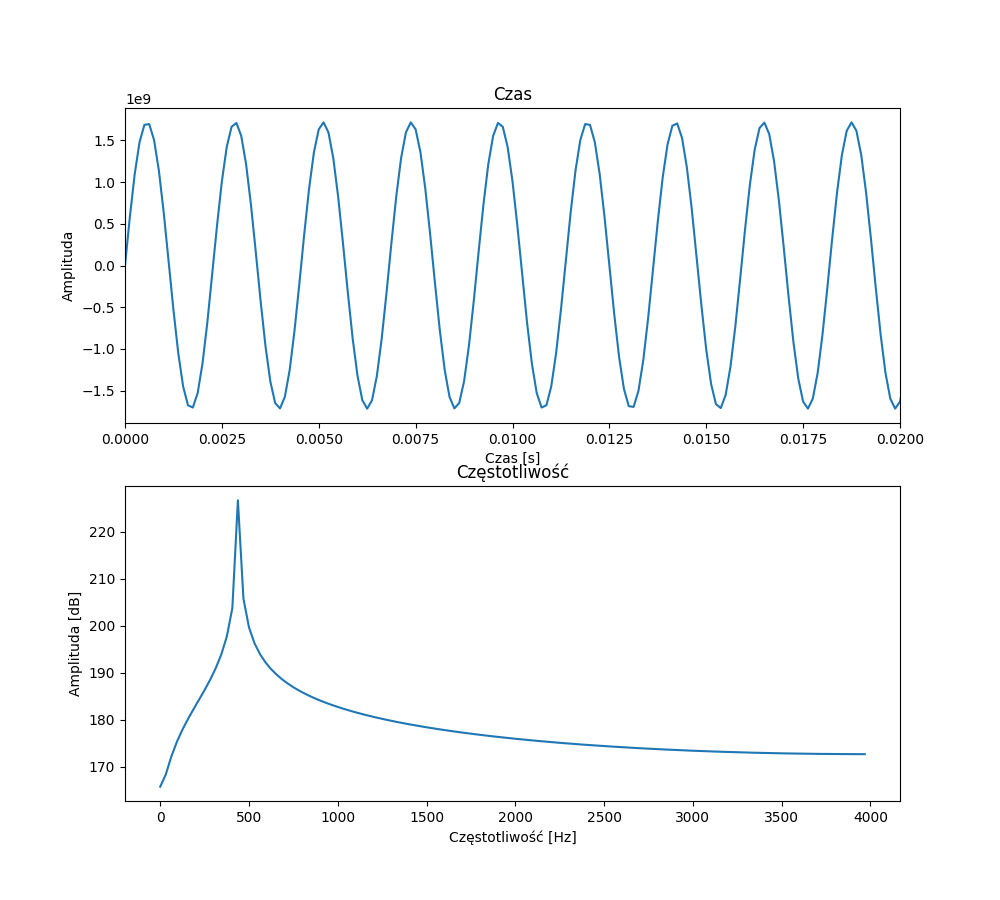 Czas
1e9
1.5
1.0
0.5
0.0
−0.5
−1.0
−1.5
Amplituda
0.0000 0.0025 0.0050 0.0075 0.0100 0.0125 0.0150 0.0175 0.0200
Czas [s]
Częstotliwość
220
210
200
190
180
170
Amplituda [dB]
0 500 1000 1500 2000 2500 3000 3500 4000
Częstotliwość [Hz]